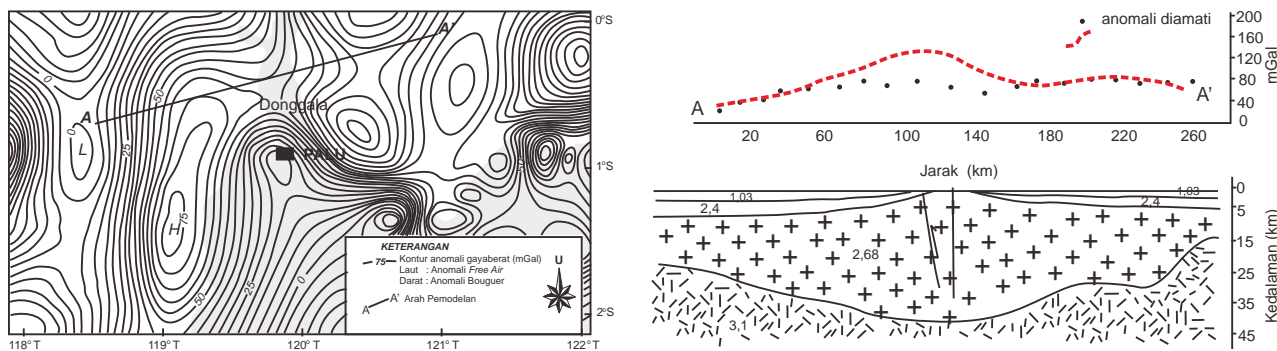 0°S
1°S
2°S
118° T
119° T
120° T
121° T
122° T
A
A'
Donggala
PALU
L
H
0
0
0
25
25
50
50
75
KETERANGAN
75 Kontur anomali gayaberat (mGal)
Laut : Anomali Free Air
Darat : Anomali Bouguer
A A' Arah Pemodelan
U
anomali diamati
200
160
120
80
40
0
mGal
A
A'
20
60
100
140
180
220
260
Jarak (km)
1,03
1,03
2,4
2,4
2,68
3,1
0
5
15
25
35
45
Kedalaman (km)